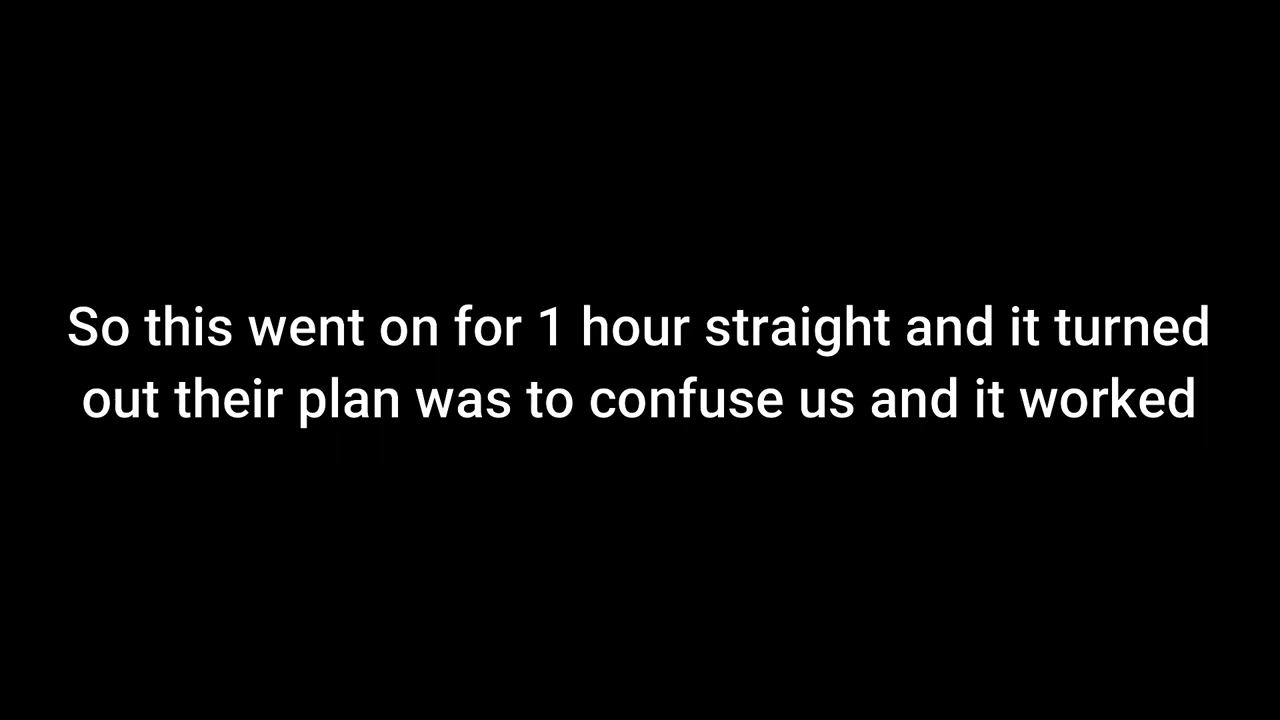 So this went on for 1 hour straight and it turned
out their plan was to confuse us and it worked